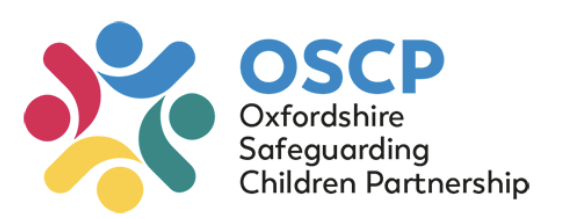 OSCP
Oxfordshire
Safeguarding
Children Partnership